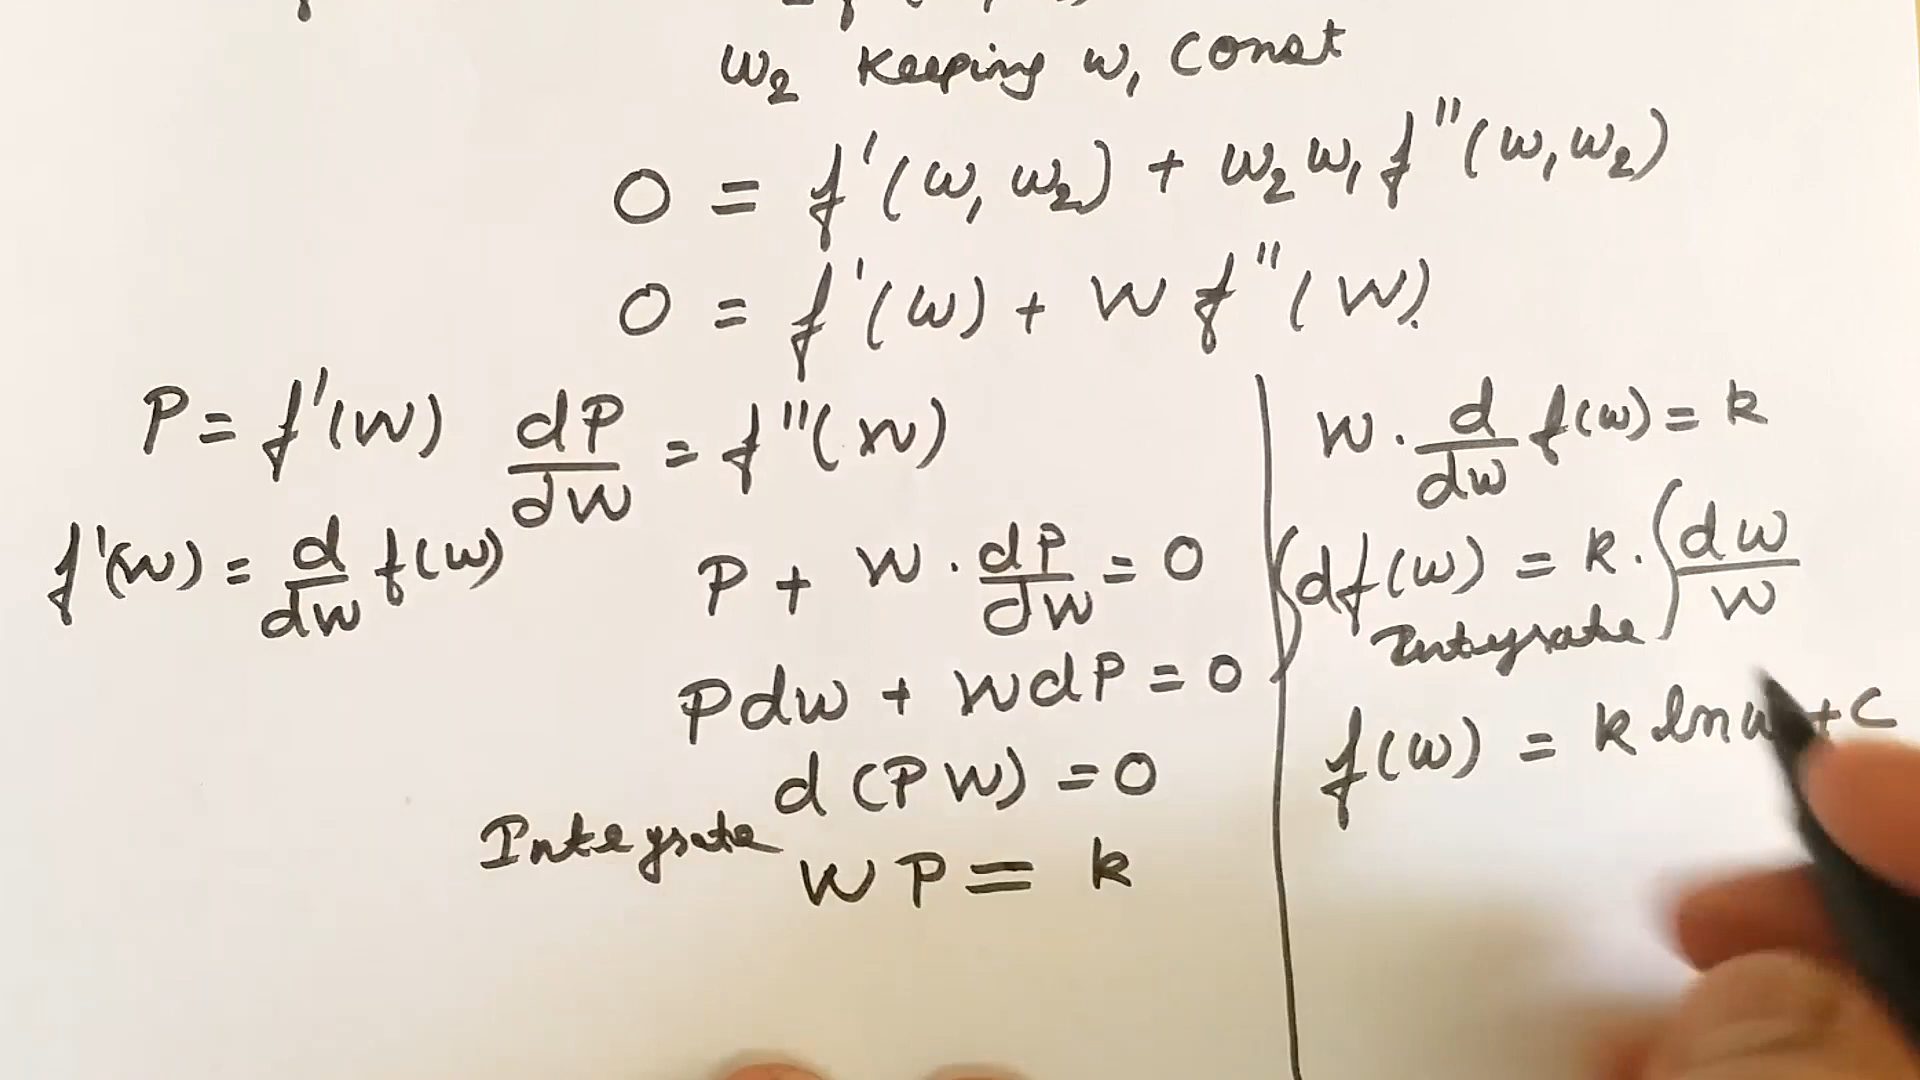 w₂ keeping w₁ const
0 = f'(w₁w₂) + w₂w₁f''(w₁w₂)
0 = f'(w) + w f''(w).
P = f'(w) dP/dw = f''(w)
f'(w) = d/dw f(w)
P + w · dP/dw = 0
Pdw + wdP = 0
d(Pw) = 0
Integrate
wP = k
w · d/dw f(w) = k
∫df(w) = k · ∫dw/w
Integrate
f(w) = k ln w + c